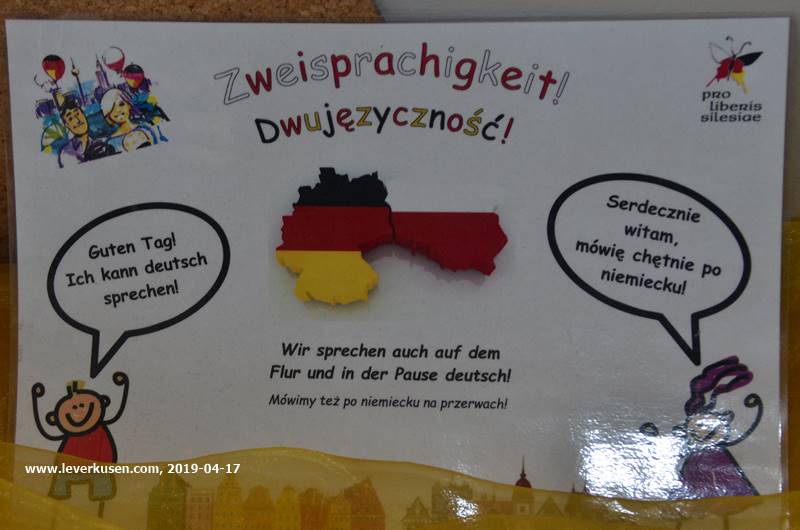 Zweisprachigkeit!
Dwujęzyczność!
pro
liberis
silesiae
Guten Tag!
Ich kann deutsch
sprechen!
Serdecznie
witam,
mówię chętnie po
niemiecku!
Wir sprechen auch auf dem
Flur und in der Pause deutsch!
Mówimy też po niemiecku na przerwach!
www.leverkusen.com, 2019-04-17